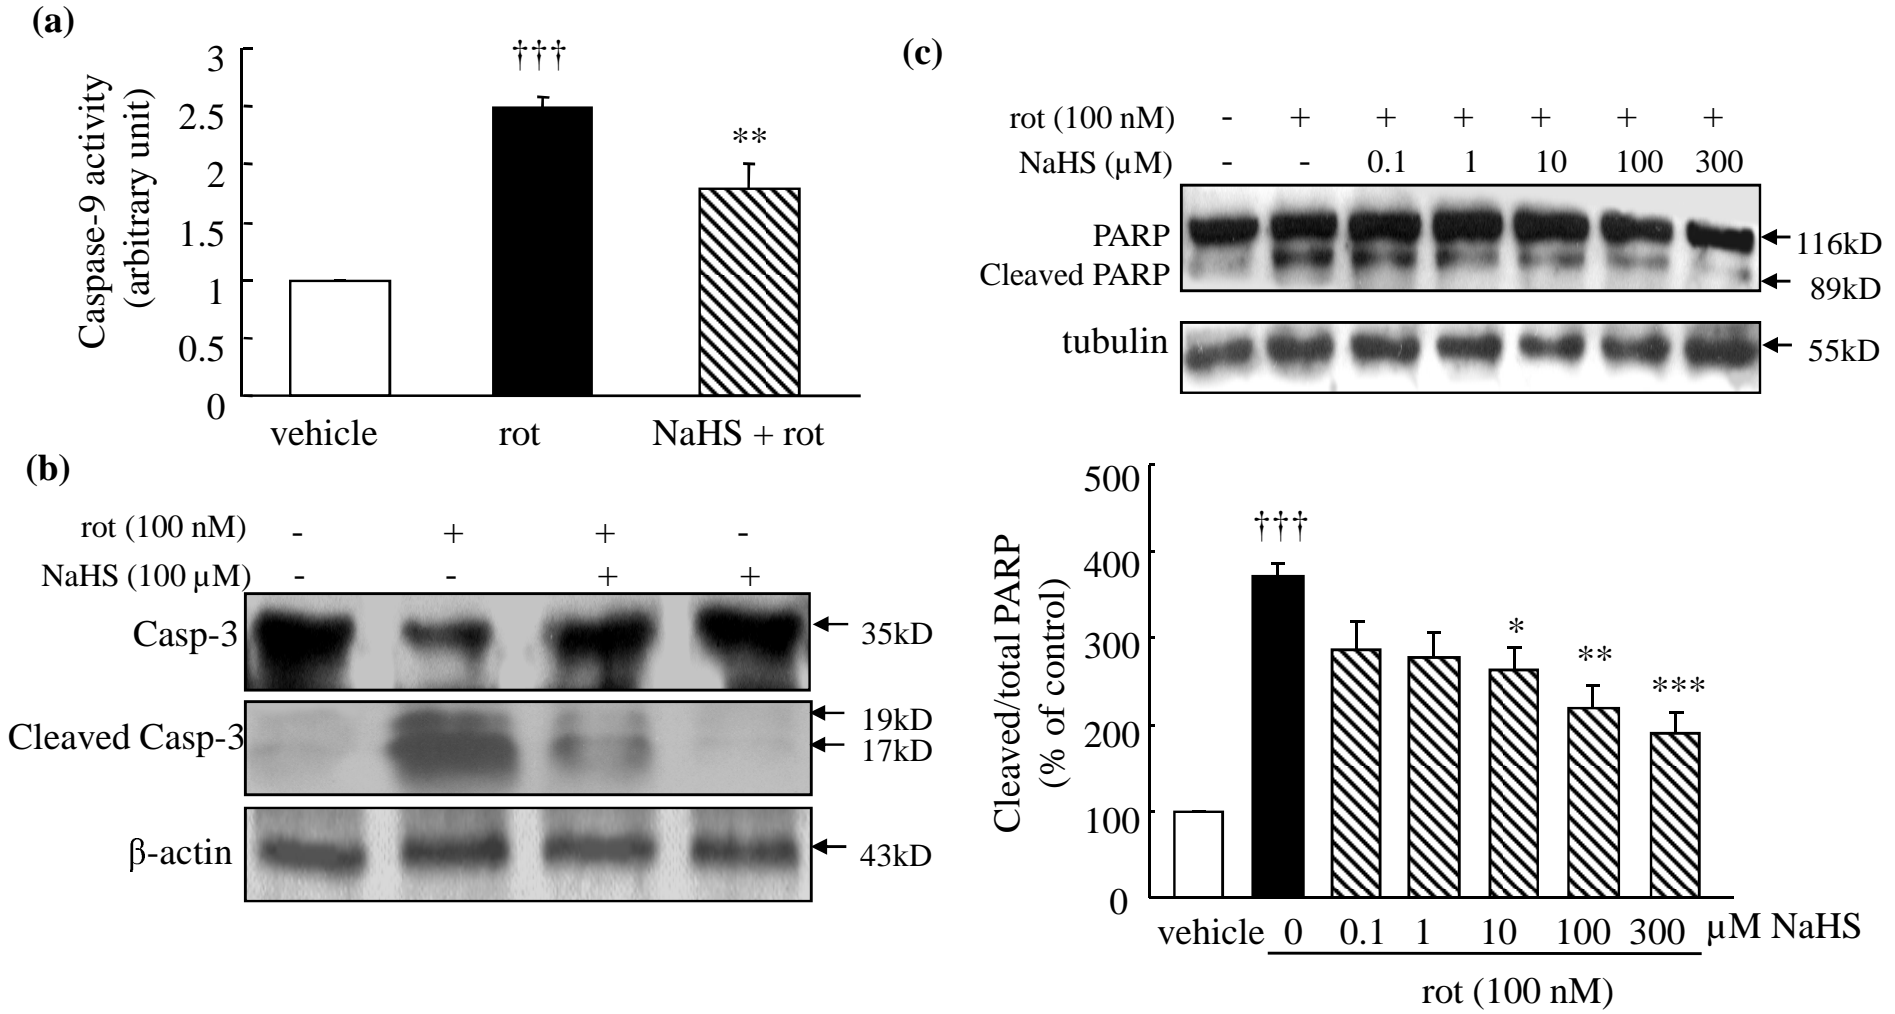 (a)
†††
**
3
2.5
2
1.5
1
0.5
0
Caspase-9 activity
(arbitrary unit)
vehicle rot NaHS + rot
(b)
rot (100 nM) - + + -
NaHS (100 µM) - - + +
Casp-3 35kD
19kD
Cleaved Casp-3 17kD
β-actin 43kD
(c)
rot (100 nM) - + + + + + +
NaHS (µM) - - 0.1 1 10 100 300
PARP 116kD
Cleaved PARP 89kD
tubulin 55kD
500
400
300
200
100
0
Cleaved/total PARP
(% of control)
†††
*
**
***
vehicle 0 0.1 1 10 100 300 µM NaHS
rot (100 nM)